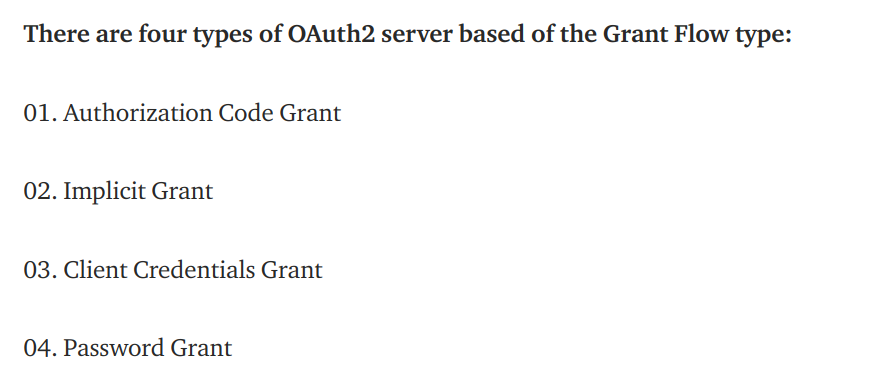 There are four types of OAuth2 server based of the Grant Flow type:
01. Authorization Code Grant
02. Implicit Grant
03. Client Credentials Grant
04. Password Grant